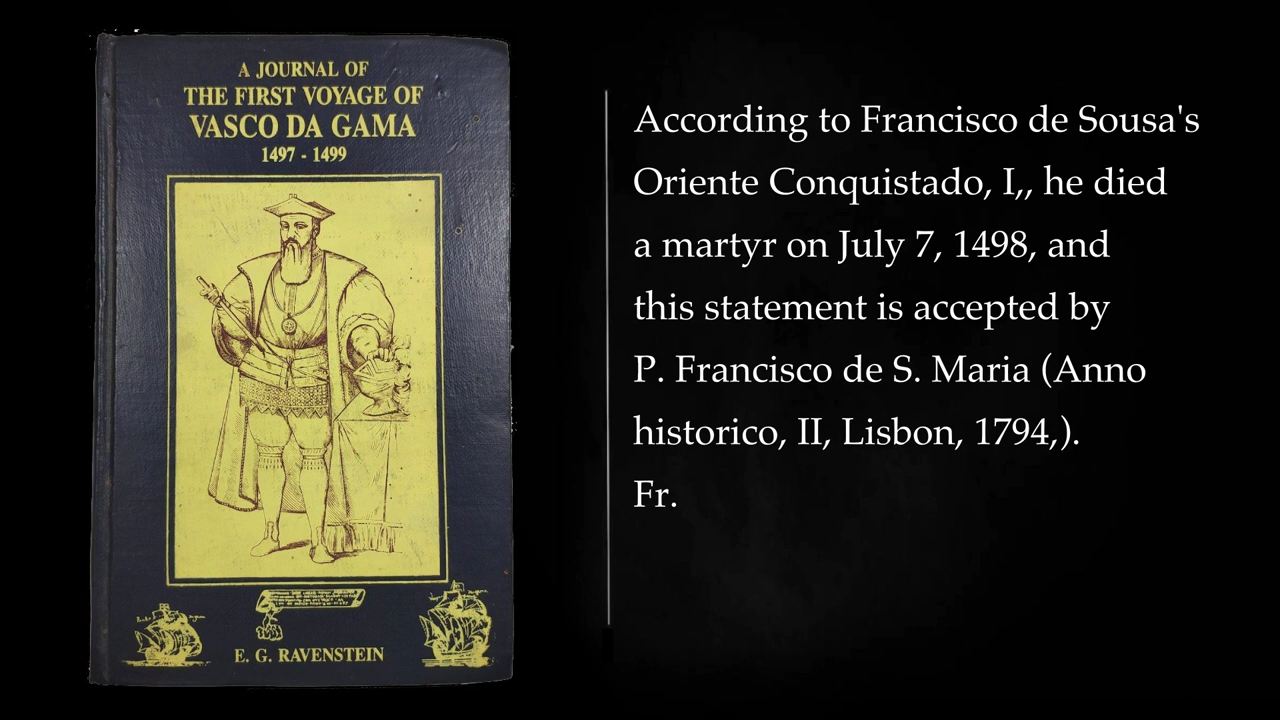 A JOURNAL OF
THE FIRST VOYAGE OF
VASCO DA GAMA
1497 - 1499
E. G. RAVENSTEIN
According to Francisco de Sousa's
Oriente Conquistado, I,, he died
a martyr on July 7, 1498, and
this statement is accepted by
P. Francisco de S. Maria (Anno
historico, II, Lisbon, 1794,).
Fr.